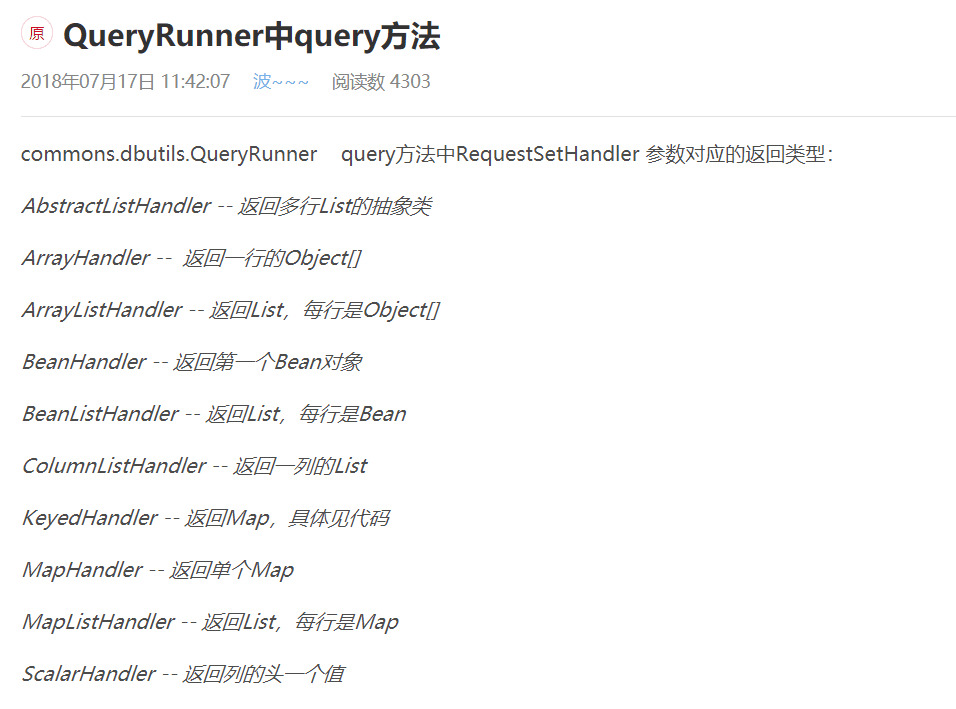 原 QueryRunner中query方法
2018年07月17日 11:42:07 波~~~ 阅读数 4303
commons.dbutils.QueryRunner query方法中RequestSetHandler 参数对应的返回类型：
AbstractListHandler -- 返回多行List的抽象类
ArrayHandler -- 返回一行的Object[]
ArrayListHandler -- 返回List，每行是Object[]
BeanHandler -- 返回第一个Bean对象
BeanListHandler -- 返回List，每行是Bean
ColumnListHandler -- 返回一列的List
KeyedHandler -- 返回Map，具体见代码
MapHandler -- 返回单个Map
MapListHandler -- 返回List，每行是Map
ScalarHandler -- 返回列的头一个值